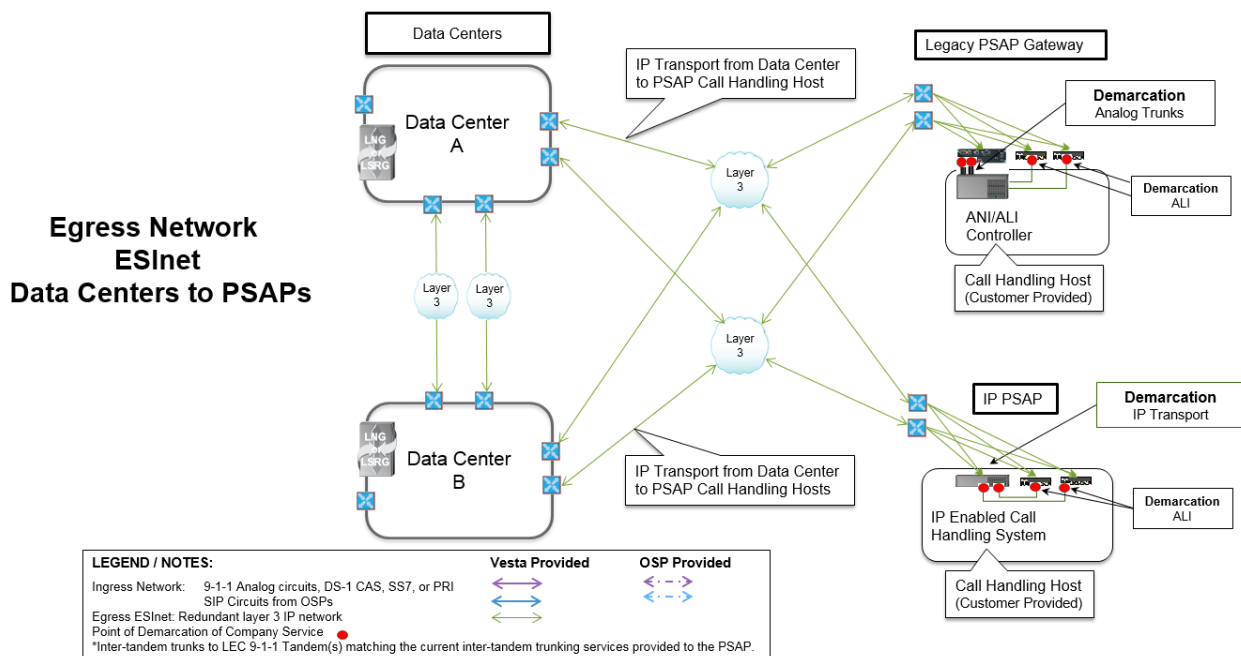 Data Centers
Legacy PSAP Gateway
IP Transport from Data Center
to PSAP Call Handling Host
Demarcation
Analog Trunks
Data Center
A
LNG
or
LSRG
Layer
3
Demarcation
ALI
ANI/ALI
Controller
Egress Network
ESInet
Data Centers to PSAPs
Call Handling Host
(Customer Provided)
Layer
3
Layer
3
Layer
3
IP PSAP
Demarcation
IP Transport
LNG
or
LSRG
Data Center
B
IP Transport from Data Center
to PSAP Call Handling Hosts
Demarcation
ALI
IP Enabled Call
Handling System
Call Handling Host
(Customer Provided)
LEGEND / NOTES: Vesta Provided OSP Provided
Ingress Network: 9-1-1 Analog circuits, DS-1 CAS, SS7, or PRI
SIP Circuits from OSPs
Egress ESInet: Redundant layer 3 IP network
Point of Demarcation of Company Service
*Inter-tandem trunks to LEC 9-1-1 Tandem(s) matching the current inter-tandem trunking services provided to the PSAP.